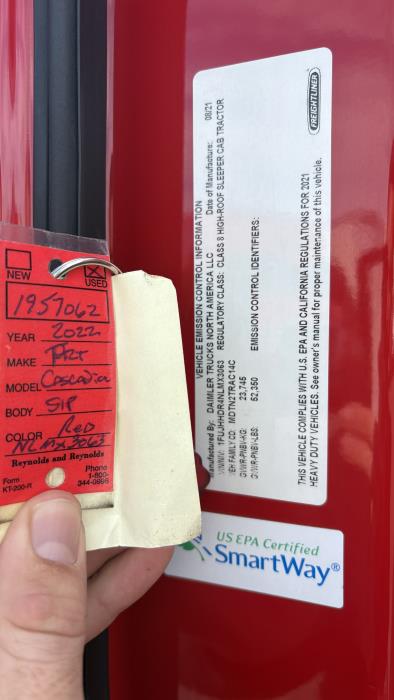 NEW
USED
1957062
YEAR 2022
MAKE FRT
MODEL Cascadia
BODY SLP
COLOR Red
NLMX3063
Reynolds and Reynolds
Form
KT-200-R
Phone
1-800-
344-0996
FREIGHTLINER
VEHICLE EMISSION CONTROL INFORMATION
Manufactured By: DAIMLER TRUCKS NORTH AMERICA LLC Date of Manufacture: 08/21
1FUJHHDR4NLMX3063 REGULATORY CLASS: CLASS 8 HIGH-ROOF SLEEPER CAB TRACTOR
VEH FAMILY CD: MDTN2TRAC14C
GVWR-PNBV-KG: 23,745 EMISSION CONTROL IDENTIFIERS:
GVWR-PNBV-LBS: 52,350
THIS VEHICLE COMPLIES WITH U.S. EPA AND CALIFORNIA REGULATIONS FOR 2021
HEAVY DUTY VEHICLES. See owner's manual for proper maintenance of this vehicle.
US EPA Certified
SmartWay®